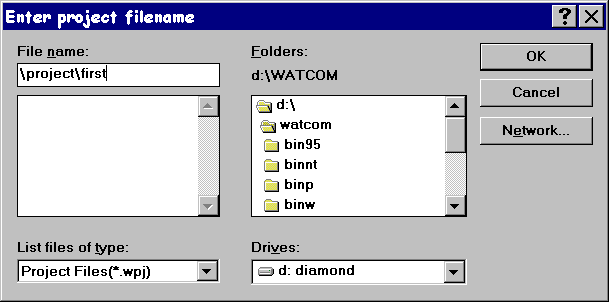 Enter project filename
File name:
\project\first
Folders:
d:\WATCOM
d:\
watcom
bin95
binnt
binp
binw
OK
Cancel
Network...
List files of type:
Project Files(*.wpj)
Drives:
d: diamond